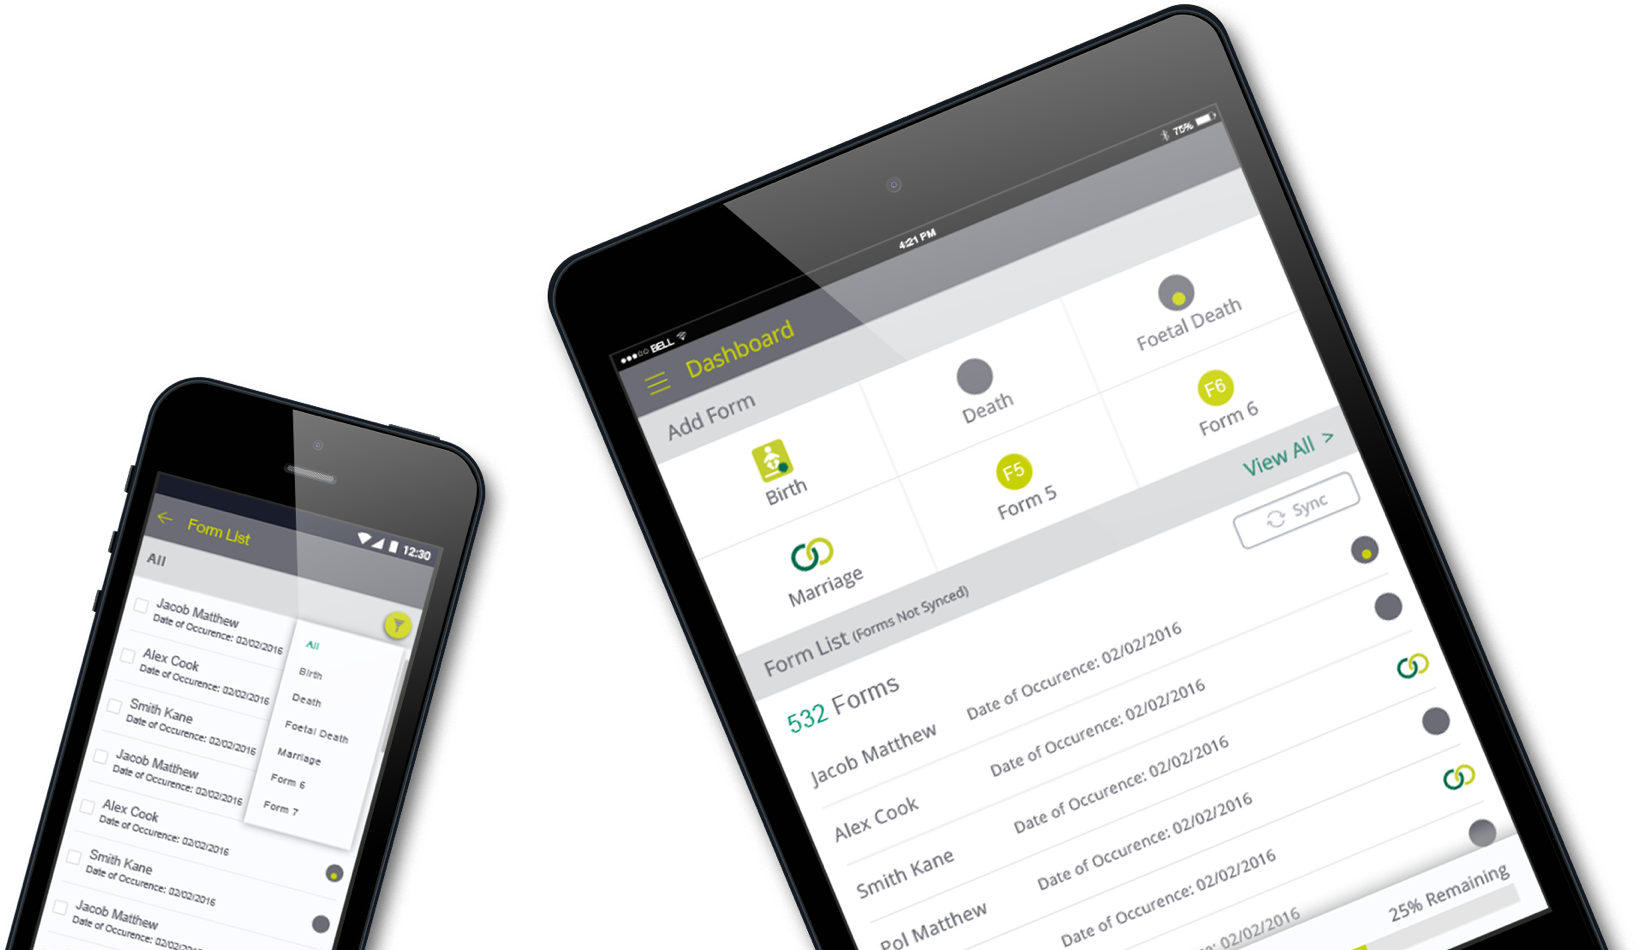 12:30
Form List
All
Jacob Matthew
Date of Occurence: 02/02/2016
Alex Cook
Date of Occurence: 02/02/2016
Smith Kane
Date of Occurence: 02/02/2016
Jacob Matthew
Date of Occurence: 02/02/2016
Alex Cook
Date of Occurence: 02/02/2016
Smith Kane
Date of Occurence: 02/02/2016
Jacob Matthew
Date of Occurence: 02/02/2016
All
Birth
Death
Foetal Death
Marriage
Form 6
Form 7
BELL 4:21 PM 75%
Dashboard
Add Form
Birth
Death
Foetal Death
Marriage
F5
Form 5
F6
Form 6
Form List (Forms Not Synced) View All >
532 Forms
Sync
Jacob Matthew Date of Occurence: 02/02/2016
Alex Cook Date of Occurence: 02/02/2016
Smith Kane Date of Occurence: 02/02/2016
Pol Matthew Date of Occurence: 02/02/2016
Date of Occurence: 02/02/2016
02/02/2016
25% Remaining